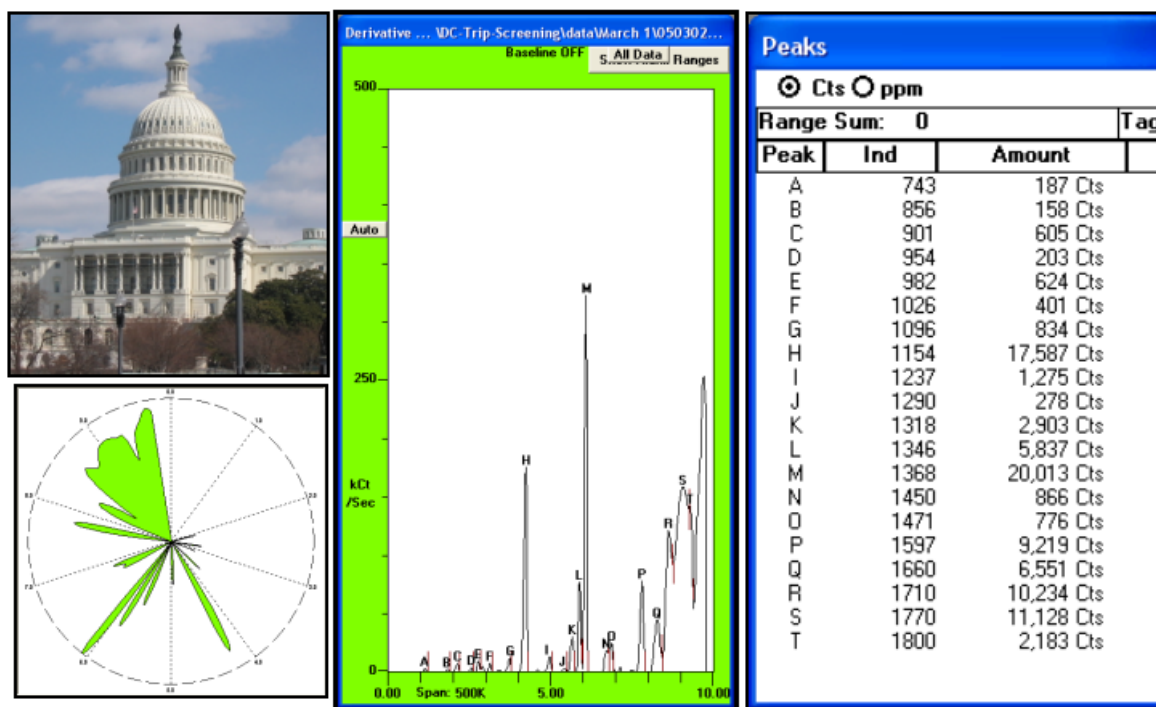 Derivative ... \DC-Trip-Screening\data\March 1\050302...
Baseline OFF
All Data
Ranges
500
Auto
250
kCt
/Sec
0
M
H
S
T
R
L
P
K
Q
O
N
A
B
C
D
E
F
G
I
J
0.00
Span: 500K
5.00
10.00
Peaks
Cts ppm
Range Sum: 0
Tag
Peak Ind Amount
A 743 187 Cts
B 856 158 Cts
C 901 605 Cts
D 954 203 Cts
E 982 624 Cts
F 1026 401 Cts
G 1096 834 Cts
H 1154 17,587 Cts
I 1237 1,275 Cts
J 1290 278 Cts
K 1318 2,903 Cts
L 1346 5,837 Cts
M 1368 20,013 Cts
N 1450 866 Cts
O 1471 776 Cts
P 1597 9,219 Cts
Q 1660 6,551 Cts
R 1710 10,234 Cts
S 1770 11,128 Cts
T 1800 2,183 Cts